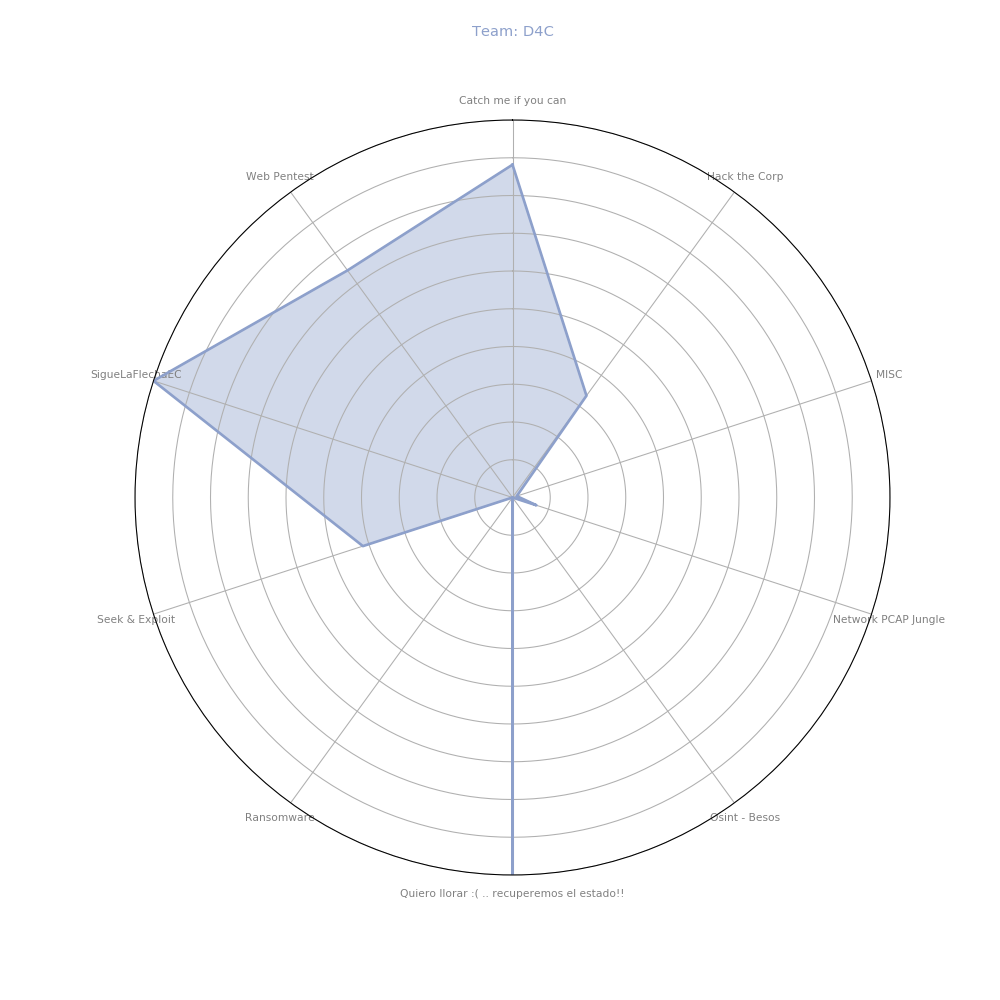 Team: D4C
Catch me if you can
Web Pentest
Hack the Corp
SigueLaFlechaEC
MISC
Seek & Exploit
Network PCAP Jungle
Ransomware
Osint - Besos
Quiero llorar :( .. recuperemos el estado!!